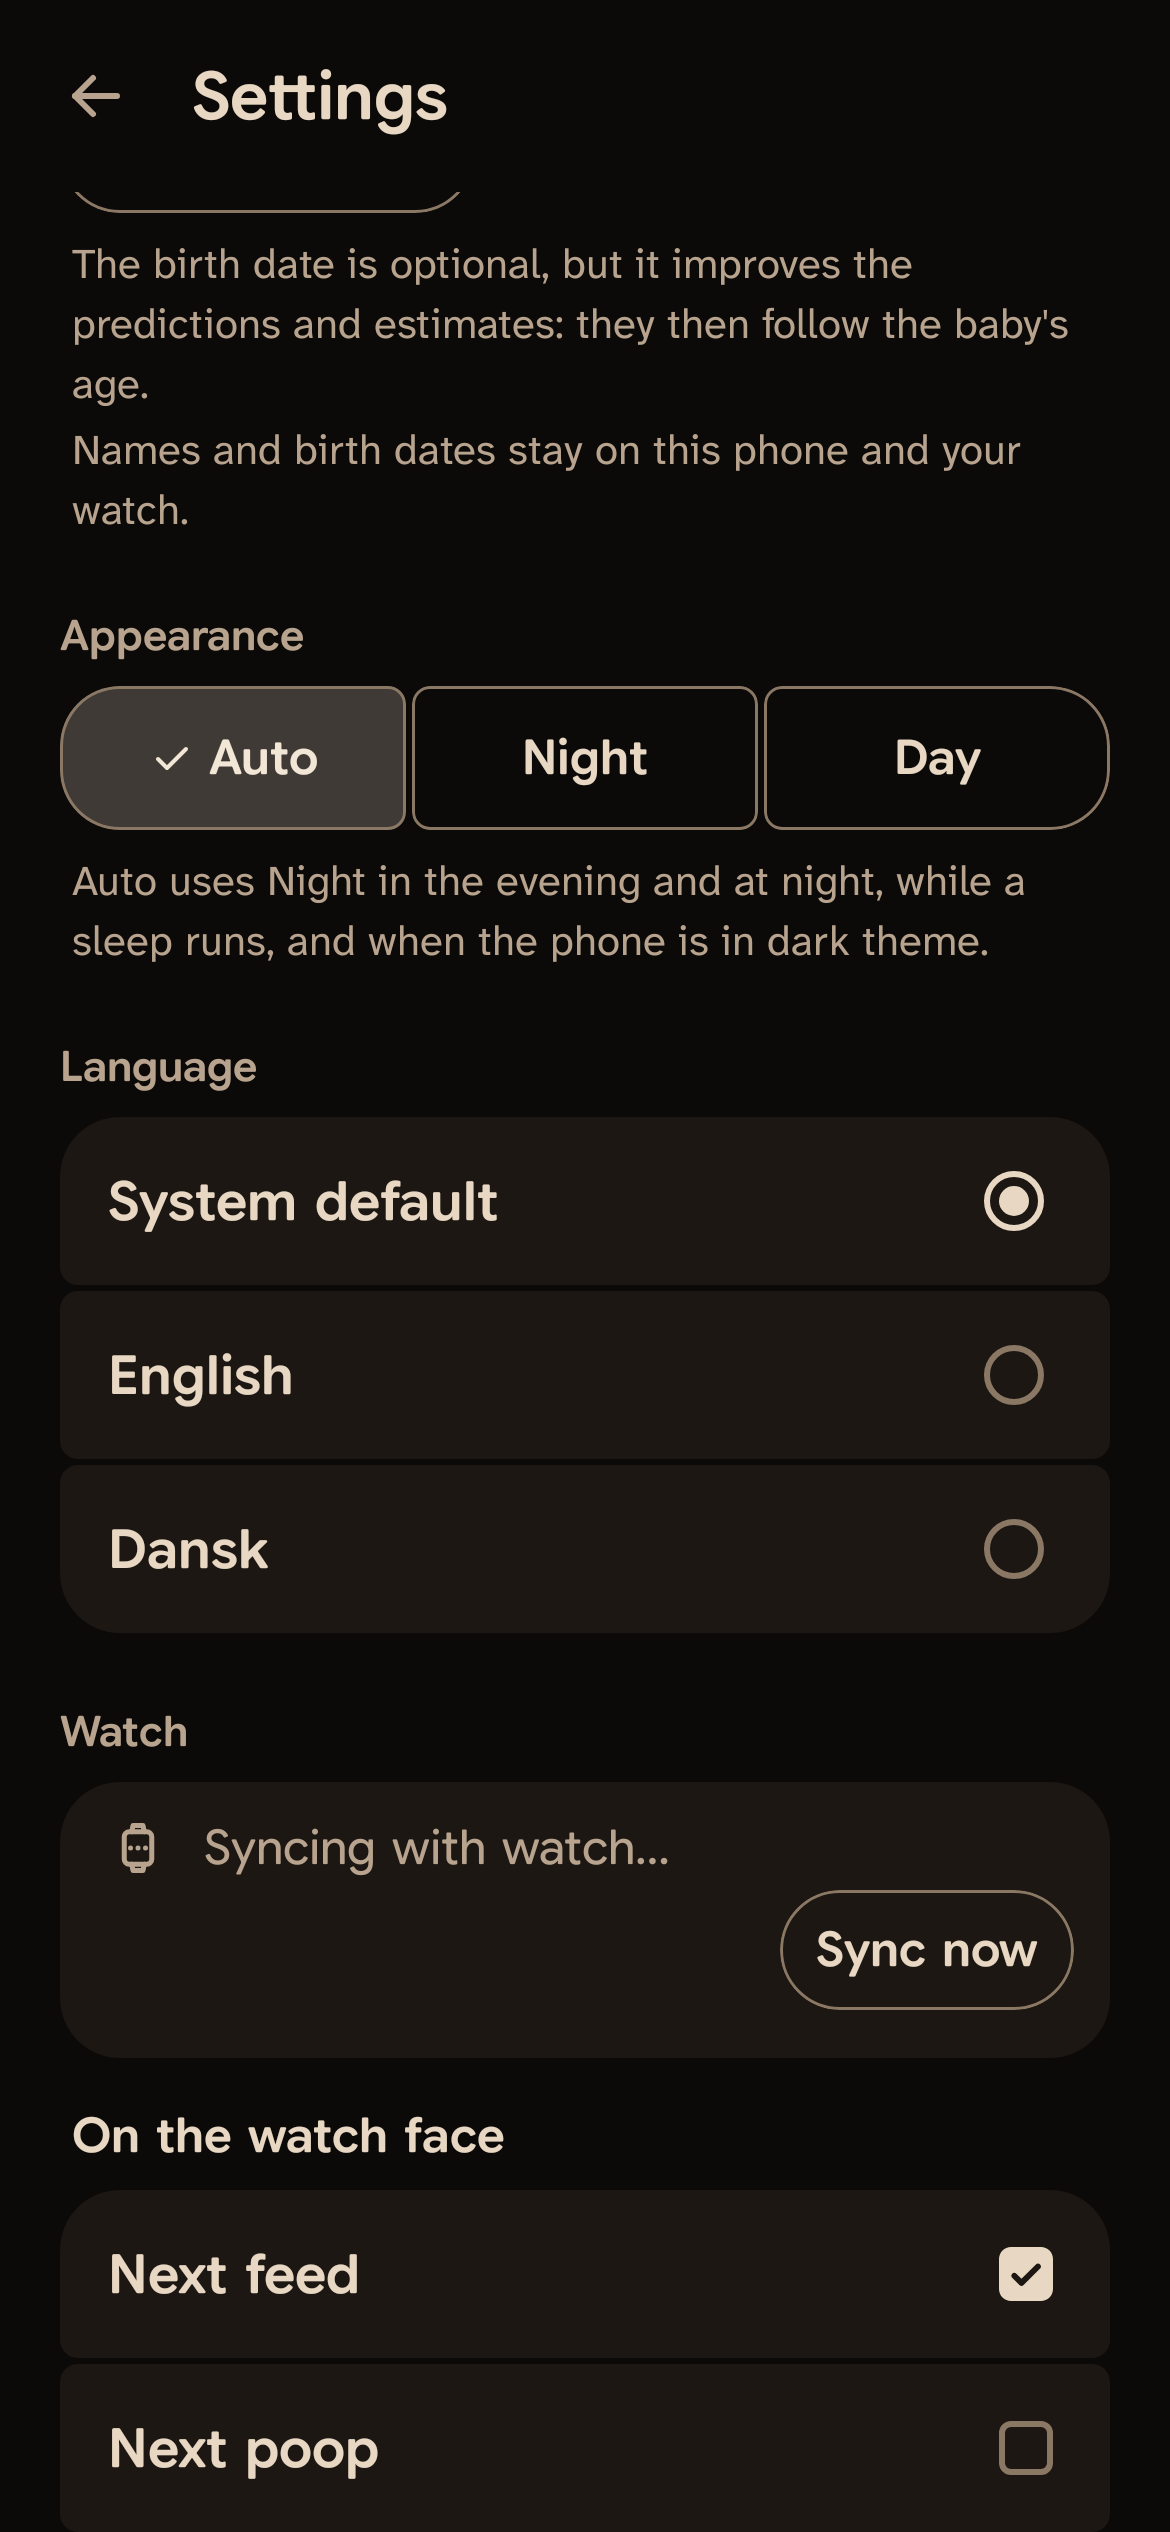 Settings
The birth date is optional, but it improves the
predictions and estimates: they then follow the baby's
age.
Names and birth dates stay on this phone and your
watch.
Appearance
Auto
Night
Day
Auto uses Night in the evening and at night, while a
sleep runs, and when the phone is in dark theme.
Language
System default
English
Dansk
Watch
Syncing with watch...
Sync now
On the watch face
Next feed
Next poop